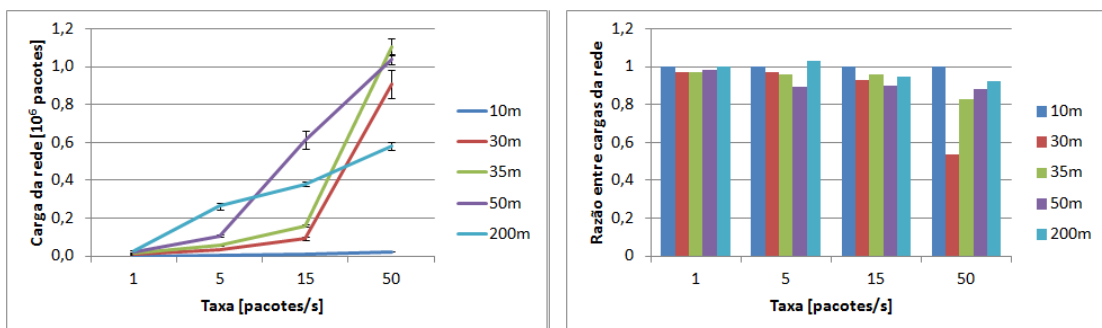 Carga da rede [10⁶ pacotes]
1,2
1,0
0,8
0,6
0,4
0,2
0,0
1 5 15 50
Taxa [pacotes/s]
10m
30m
35m
50m
200m
Razão entre cargas da rede
1,2
1
0,8
0,6
0,4
0,2
0
1 5 15 50
Taxa [pacotes/s]
10m
30m
35m
50m
200m